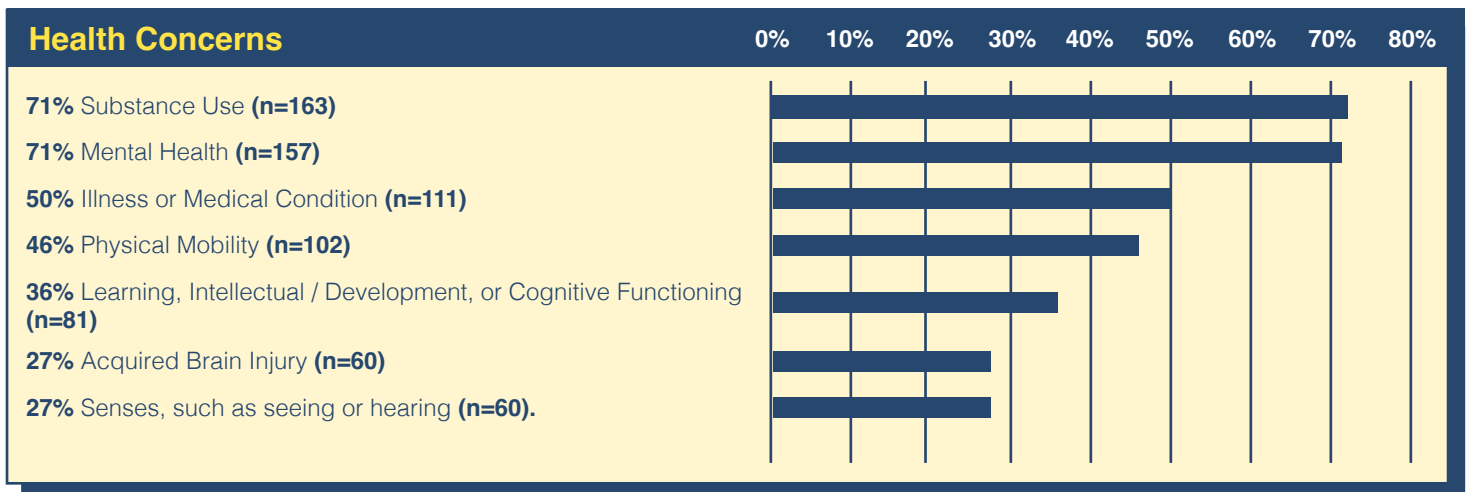 Health Concerns
0% 10% 20% 30% 40% 50% 60% 70% 80%
71% Substance Use (n=163)
71% Mental Health (n=157)
50% Illness or Medical Condition (n=111)
46% Physical Mobility (n=102)
36% Learning, Intellectual / Development, or Cognitive Functioning
(n=81)
27% Acquired Brain Injury (n=60)
27% Senses, such as seeing or hearing (n=60).